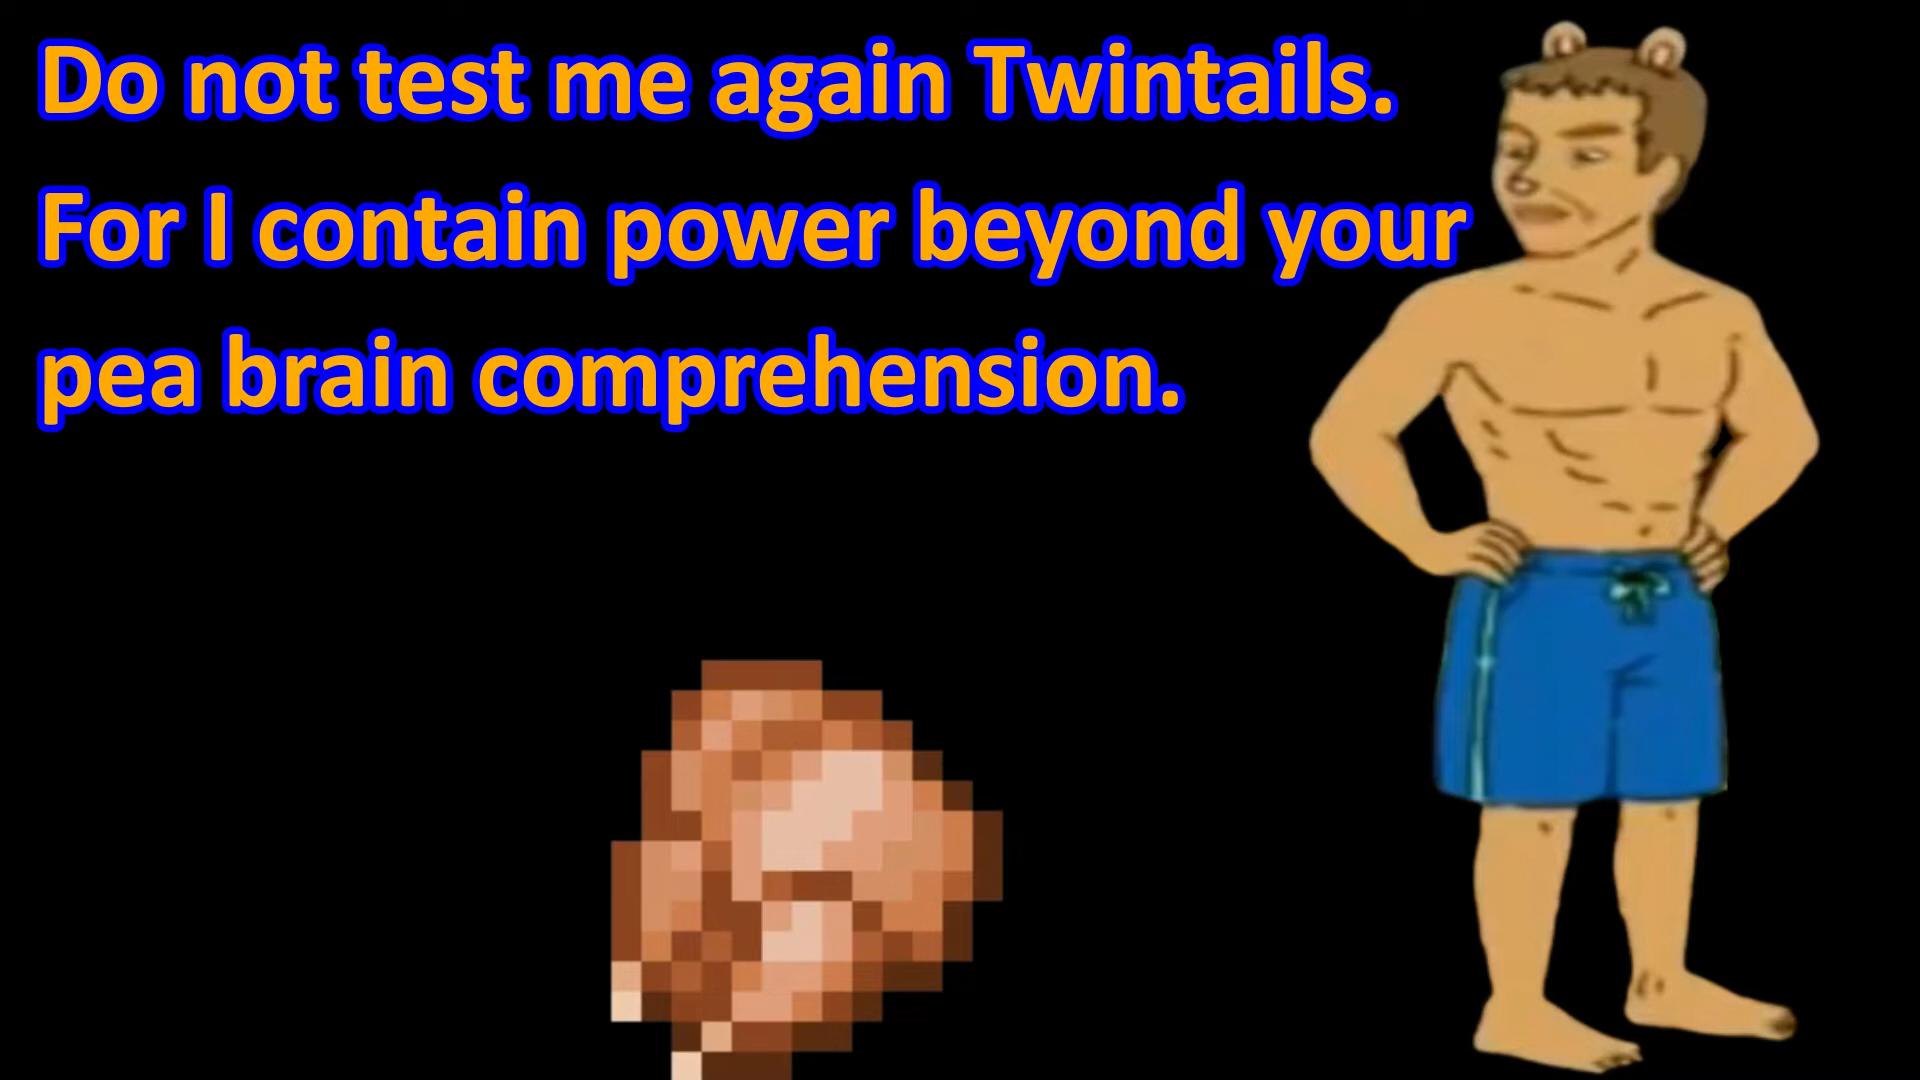 Do not test me again Twintails.
For I contain power beyond your
pea brain comprehension.